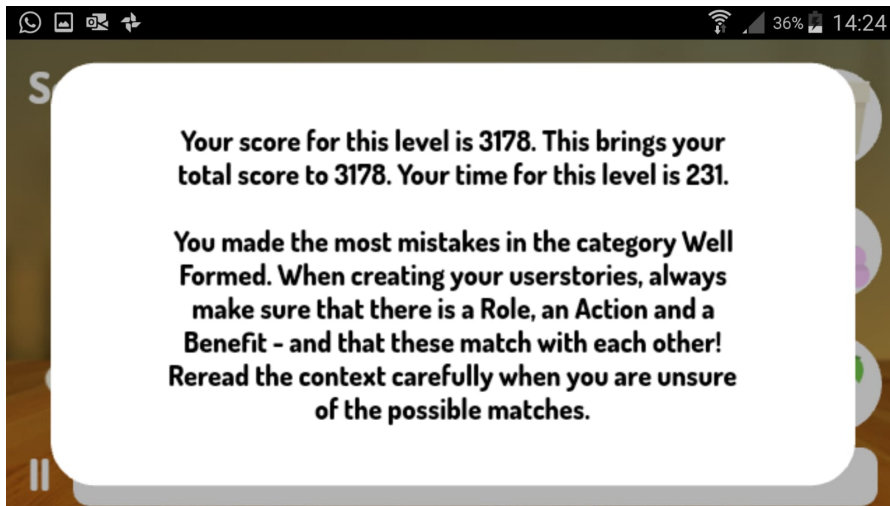 36% 14:24
S
Your score for this level is 3178. This brings your
total score to 3178. Your time for this level is 231.
You made the most mistakes in the category Well
Formed. When creating your userstories, always
make sure that there is a Role, an Action and a
Benefit - and that these match with each other!
Reread the context carefully when you are unsure
of the possible matches.